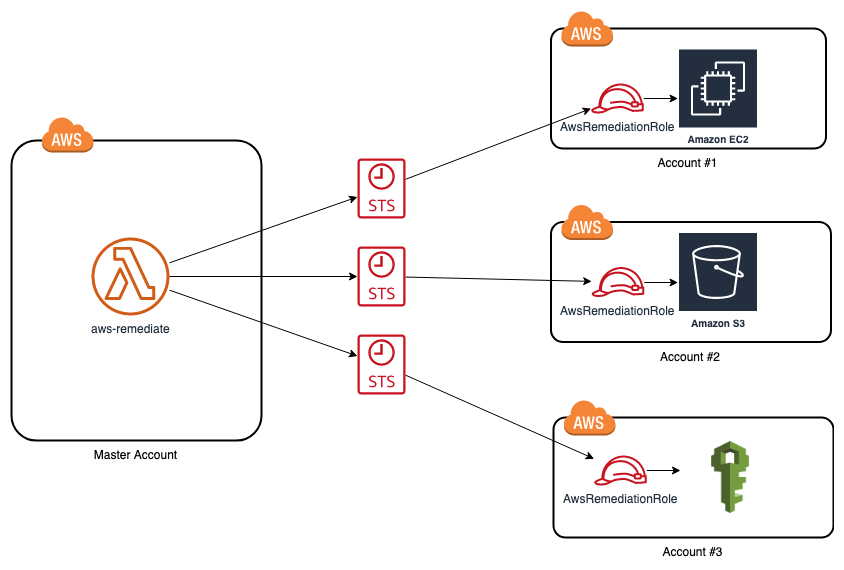 AWS
aws-remediate
Master Account
STS
STS
STS
AWS
AwsRemediationRole
Amazon EC2
Account #1
AWS
AwsRemediationRole
Amazon S3
Account #2
AWS
AwsRemediationRole
Account #3